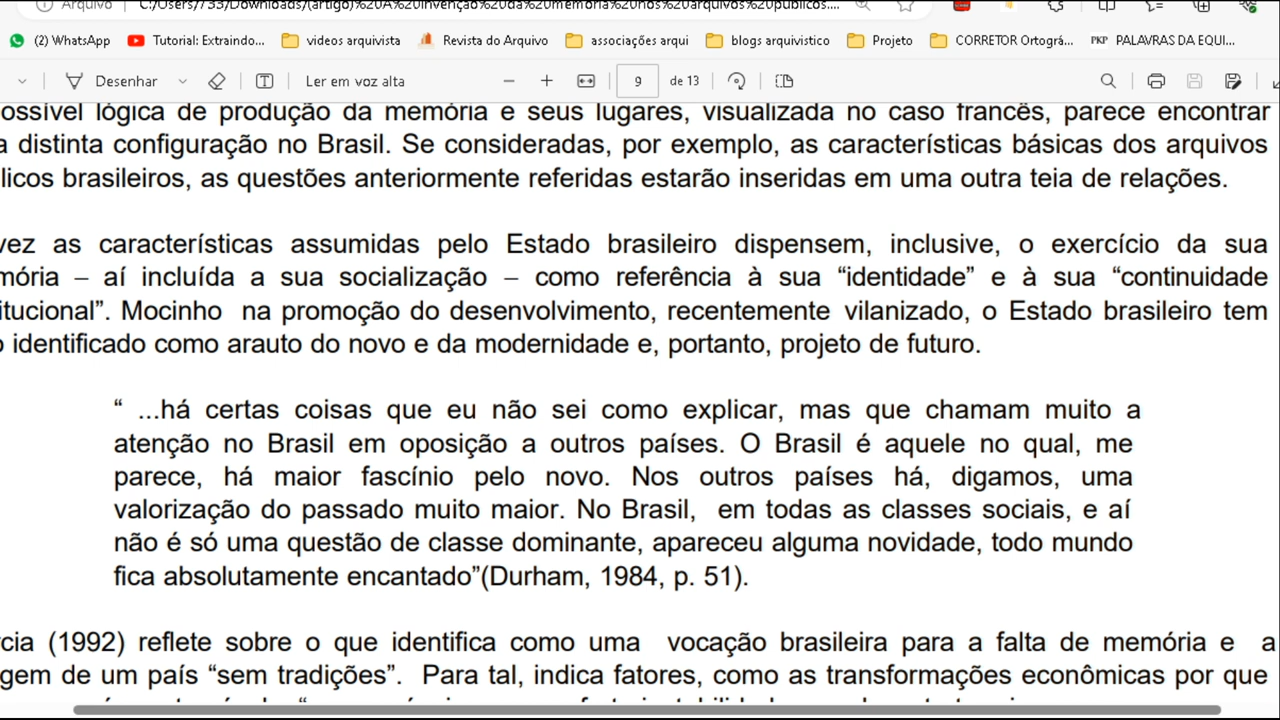 Arquivo C:/Users/733/Downloads/(artigo)%20A%20invenção%20da%20memória%20nos%20arquivos%20públicos....
(2) WhatsApp Tutorial: Extraindo... videos arquivista Revista do Arquivo associações arqui blogs arquivistico Projeto CORRETOR Ortográ... PKP PALAVRAS DA EQUI...
Desenhar Ler em voz alta 9 de 13
ossível lógica de produção da memória e seus lugares, visualizada no caso francês, parece encontrar
a distinta configuração no Brasil. Se consideradas, por exemplo, as características básicas dos arquivos
licos brasileiros, as questões anteriormente referidas estarão inseridas em uma outra teia de relações.
vez as características assumidas pelo Estado brasileiro dispensem, inclusive, o exercício da sua
mória – aí incluída a sua socialização – como referência à sua “identidade” e à sua “continuidade
itucional”. Mocinho na promoção do desenvolvimento, recentemente vilanizado, o Estado brasileiro tem
o identificado como arauto do novo e da modernidade e, portanto, projeto de futuro.
“ ...há certas coisas que eu não sei como explicar, mas que chamam muito a
atenção no Brasil em oposição a outros países. O Brasil é aquele no qual, me
parece, há maior fascínio pelo novo. Nos outros países há, digamos, uma
valorização do passado muito maior. No Brasil, em todas as classes sociais, e aí
não é só uma questão de classe dominante, apareceu alguma novidade, todo mundo
fica absolutamente encantado”(Durham, 1984, p. 51).
rcia (1992) reflete sobre o que identifica como uma vocação brasileira para a falta de memória e a
gem de um país “sem tradições”. Para tal, indica fatores, como as transformações econômicas por que